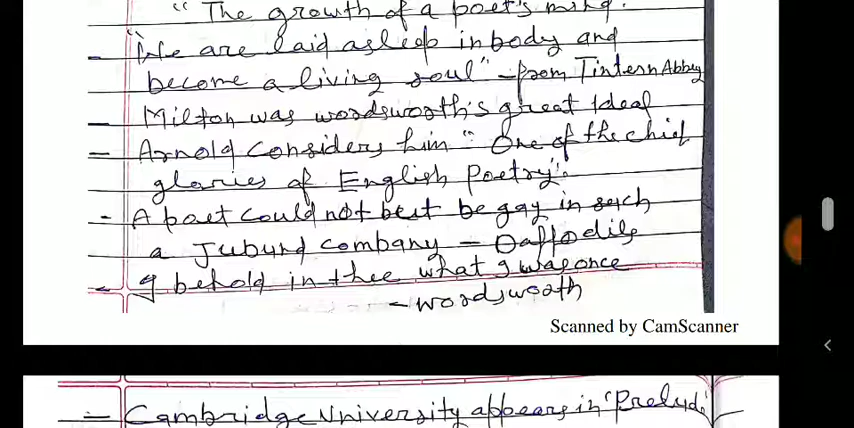 “ The growth of a poet's mind.
- “We are laid asleep in body and
become a living soul” - from Tintern Abbey
- Milton was wordsworth's great Ideal
- Arnold considers him “ One of the chief
glories of English Poetry”.
- A poet could not but be gay in such
a Jucund company - Daffodils
- I behold in thee what I was once
- Wordsworth
Scanned by CamScanner
- Cambridge University appears in 'Prelud